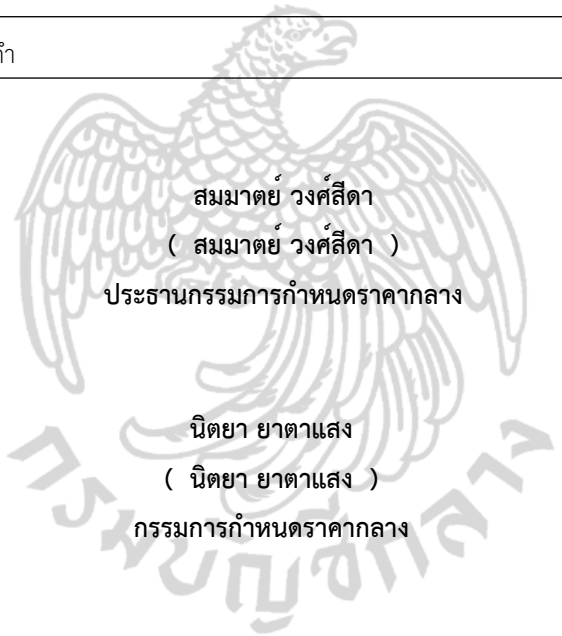 ถ้า
สมมาตย์ วงศ์สีดา
( สมมาตย์ วงศ์สีดา )
ประธานกรรมการกำหนดราคากลาง
นิตยา ยาตาแสง
( นิตยา ยาตาแสง )
กรรมการกำหนดราคากลาง
กรมบัญชีกลาง